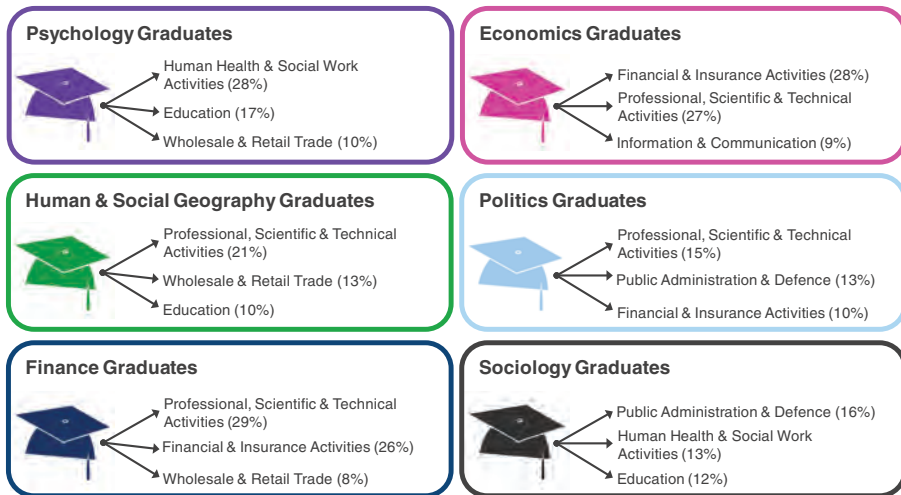 Psychology Graduates
Human Health & Social Work
Activities (28%)
Education (17%)
Wholesale & Retail Trade (10%)
Economics Graduates
Financial & Insurance Activities (28%)
Professional, Scientific & Technical
Activities (27%)
Information & Communication (9%)
Human & Social Geography Graduates
Professional, Scientific & Technical
Activities (21%)
Wholesale & Retail Trade (13%)
Education (10%)
Politics Graduates
Professional, Scientific & Technical
Activities (15%)
Public Administration & Defence (13%)
Financial & Insurance Activities (10%)
Finance Graduates
Professional, Scientific & Technical
Activities (29%)
Financial & Insurance Activities (26%)
Wholesale & Retail Trade (8%)
Sociology Graduates
Public Administration & Defence (16%)
Human Health & Social Work
Activities (13%)
Education (12%)